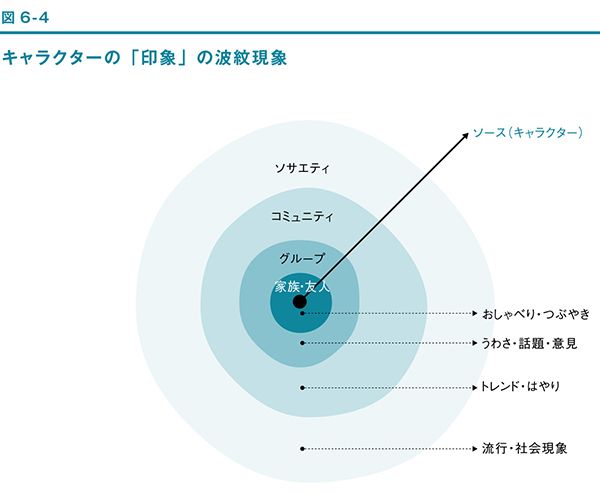 図 6-4
キャラクターの「印象」の波紋現象
ソース（キャラクター）
ソサエティ
コミュニティ
グループ
家族・友人
おしゃべり・つぶやき
うわさ・話題・意見
トレンド・はやり
流行・社会現象